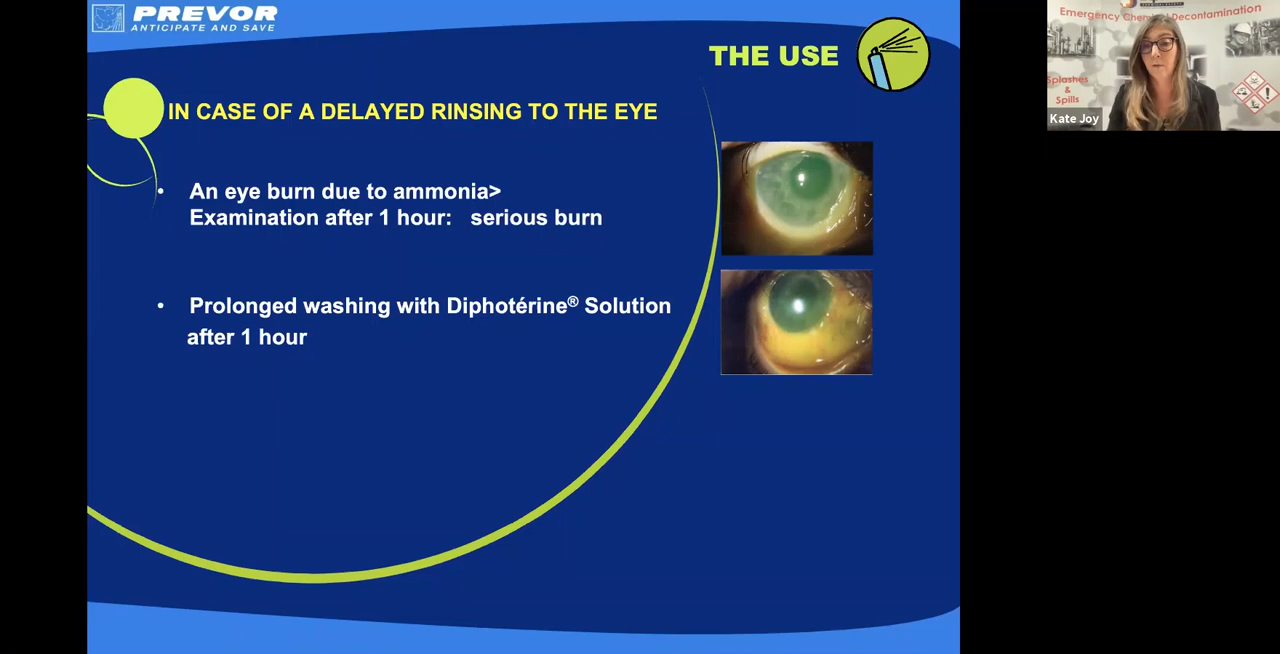 PREVOR
ANTICIPATE AND SAVE
THE USE
IN CASE OF A DELAYED RINSING TO THE EYE
• An eye burn due to ammonia>
Examination after 1 hour: serious burn
• Prolonged washing with Diphotérine® Solution
after 1 hour
Emergency Chemical Decontamination
Splashes
&
Spills
Kate Joy